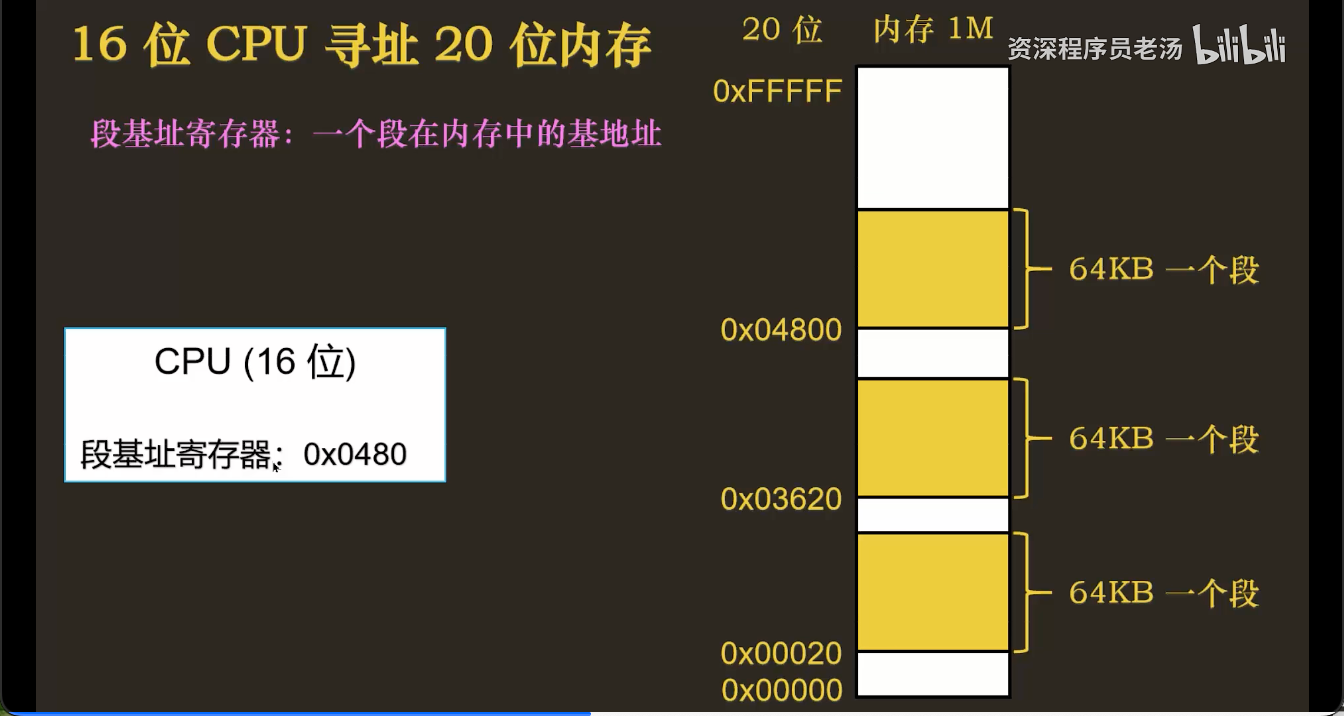 16 位 CPU 寻址 20 位内存
段基址寄存器：一个段在内存中的基地址
CPU (16 位)
段基址寄存器：0x0480
20 位
内存 1M
资深程序员老汤 bilibili
0xFFFFF
64KB 一个段
0x04800
64KB 一个段
0x03620
64KB 一个段
0x00020
0x00000